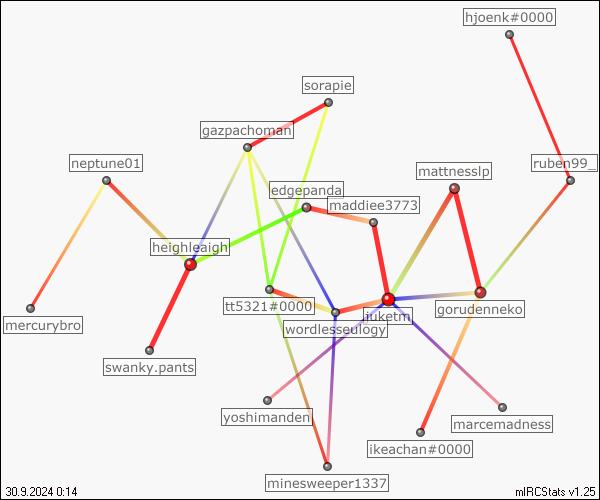 hjoenk#0000
sorapie
gazpachoman
neptune01
ruben99_
mattnesslp
edgepanda
maddiee3773
heighleaigh
tt5321#0000
juketm
gorudenneko
mercurybro
wordlesseulogy
swanky.pants
yoshimanden
marcemadness
ikeachan#0000
minesweeper1337
30.9.2024 0:14
mIRCStats v1.25